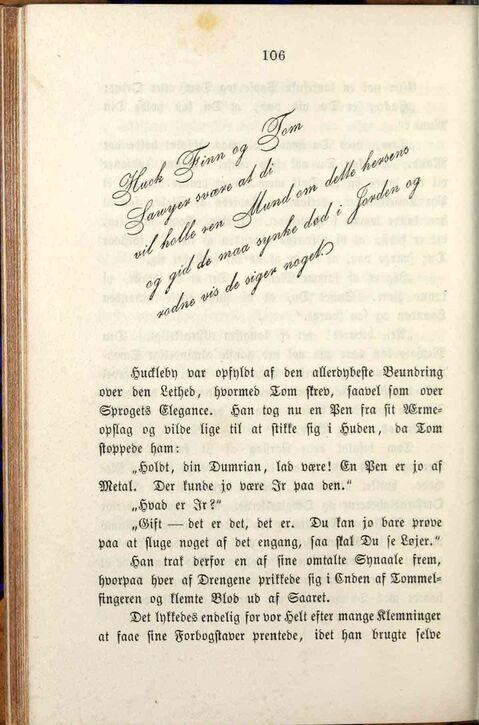 106
Huck Finn og Tom
Sawyer svære at di
vil holle ren Mund om dette hersens
og gid de maa synke død i Jorden og
rodne vis de siger noget.
Huckleby var opfyldt af den allerdybeste Beundring
over den Lethed, hvormed Tom skrev, saavel som over
Sprogets Elegance. Han tog nu en Pen fra sit Ærme-
opslag og vilde lige til at stikke sig i Huden, da Tom
stoppede ham:
„Holdt, din Dumrian, lad være! En Pen er jo af
Metal. Der kunde jo være Ir paa den.“
„Hvad er Ir?“
„Gift — det er det, det er. Du kan jo bare prove
paa at sluge noget af det engang, saa skal Du se Løjer.“
Han trak derfor en af sine omtalte Synaale frem,
hvorpaa hver af Drengene prikkede sig i Enden af Tommel-
fingeren og klemte Blod ud af Saaret.
Det lykkedes endelig for vor Helt efter mange Klemninger
at faae sine Forbogstaver prentede, idet han brugte selve